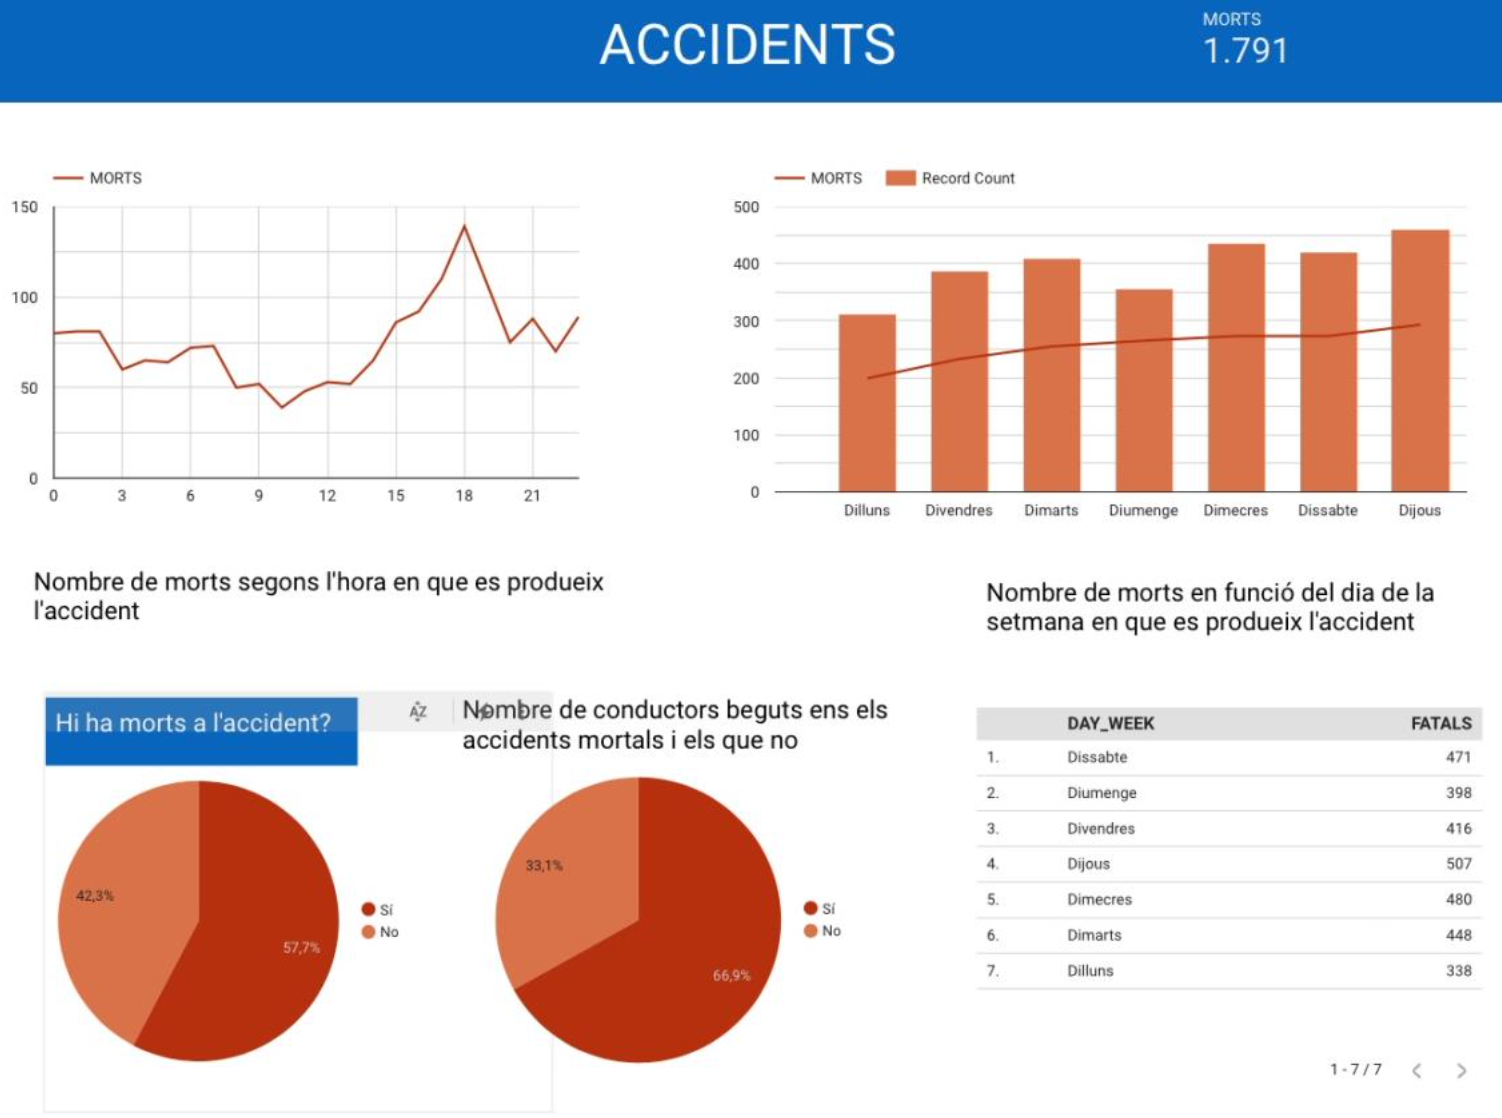 ACCIDENTS
MORTS
1.791
MORTS
150
100
50
0
0 3 6 9 12 15 18 21
MORTS Record Count
500
400
300
200
100
0
Dilluns Divendres Dimarts Diumenge Dimecres Dissabte Dijous
Nombre de morts segons l'hora en que es produeix
l'accident
Nombre de morts en funció del dia de la
setmana en que es produeix l'accident
Hi ha morts a l'accident?
42,3%
57,7%
Sí
No
Nombre de conductors beguts ens els
accidents mortals i els que no
33,1%
66,9%
Sí
No
DAY_WEEK FATALS
1. Dissabte 471
2. Diumenge 398
3. Divendres 416
4. Dijous 507
5. Dimecres 480
6. Dimarts 448
7. Dilluns 338
1 - 7 / 7